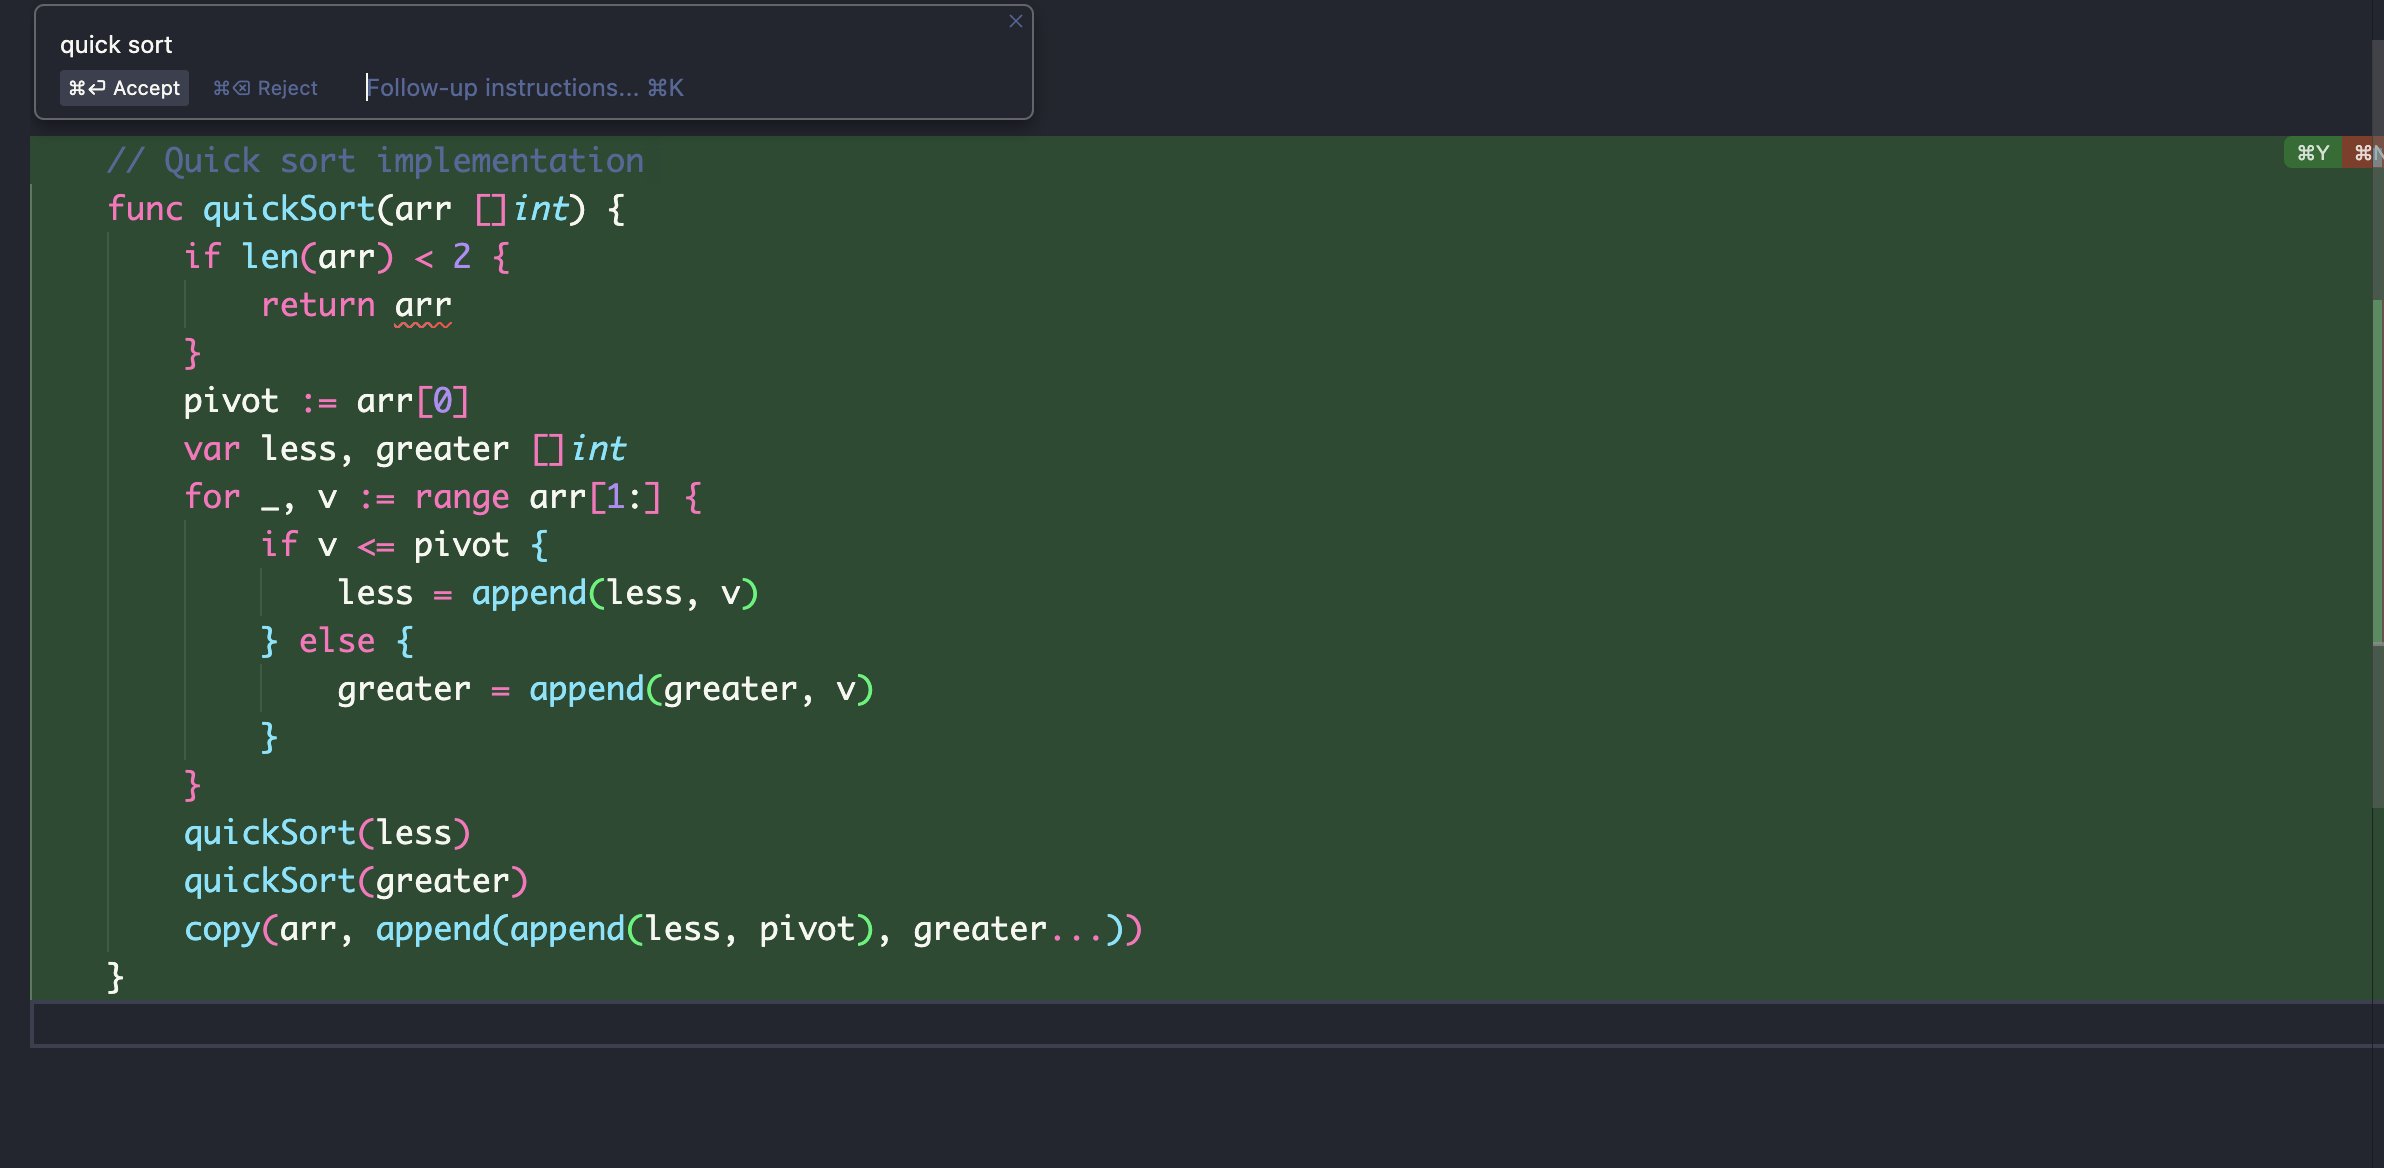 quick sort
⌘⏎ Accept ⌘⌫ Reject Follow-up instructions... ⌘K
// Quick sort implementation
⌘Y ⌘N
func quickSort(arr []int) {
if len(arr) < 2 {
return arr
}
pivot := arr[0]
var less, greater []int
for _, v := range arr[1:] {
if v <= pivot {
less = append(less, v)
} else {
greater = append(greater, v)
}
}
quickSort(less)
quickSort(greater)
copy(arr, append(append(less, pivot), greater...))
}